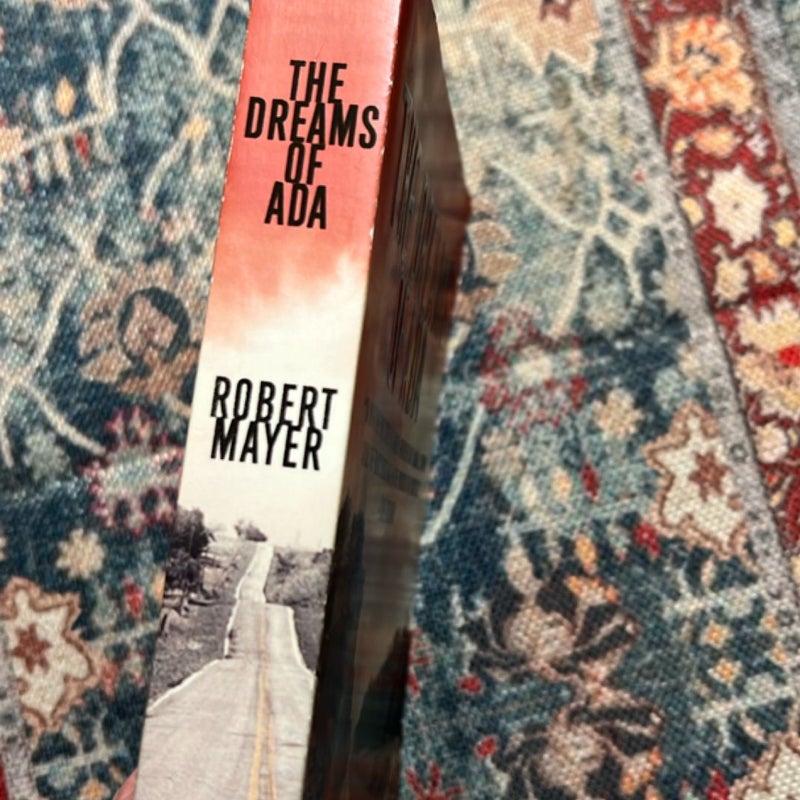 THE
DREAMS
OF
ADA
ROBERT
MAYER